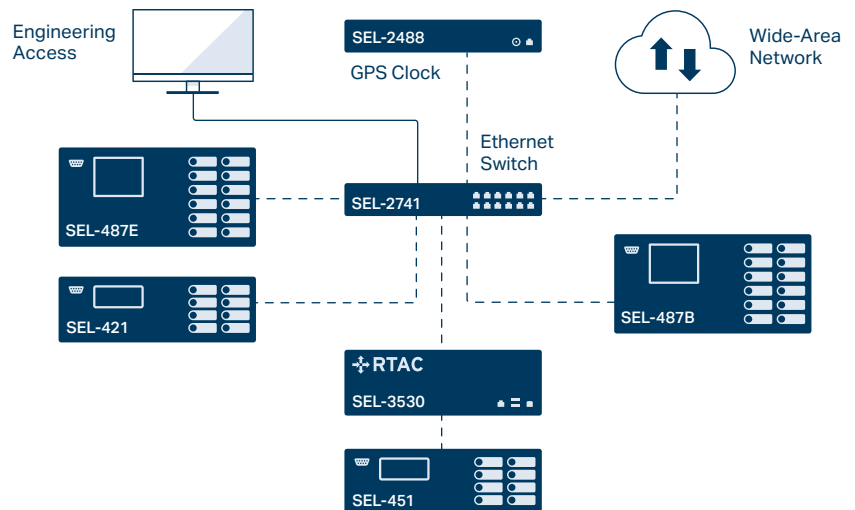 Engineering
Access
SEL-2488
GPS Clock
Wide-Area
Network
Ethernet
Switch
SEL-2741
SEL-487E
SEL-421
SEL-487B
RTAC
SEL-3530
SEL-451